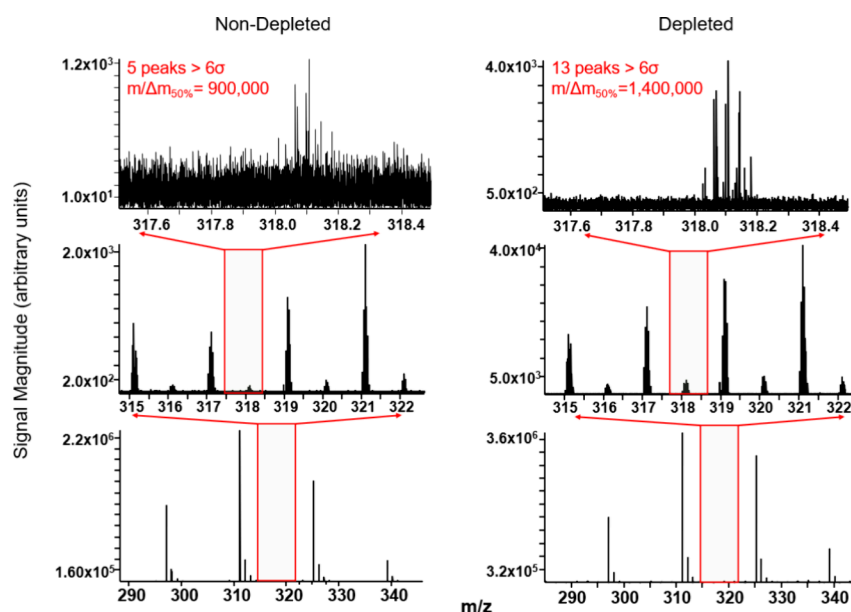 Non-Depleted
Depleted
Signal Magnitude (arbitrary units)
1.2x10³
1.0x10¹
5 peaks > 6σ
m/Δm50%= 900,000
317.6 317.8 318.0 318.2 318.4
4.0x10³
5.0x10²
13 peaks > 6σ
m/Δm50%=1,400,000
317.6 317.8 318.0 318.2 318.4
2.0x10³
2.0x10²
315 316 317 318 319 320 321 322
4.0x10⁴
5.0x10³
315 316 317 318 319 320 321 322
2.2x10⁶
1.60x10⁵
290 300 310 320 330 340
3.6x10⁶
3.2x10⁵
290 300 310 320 330 340
m/z